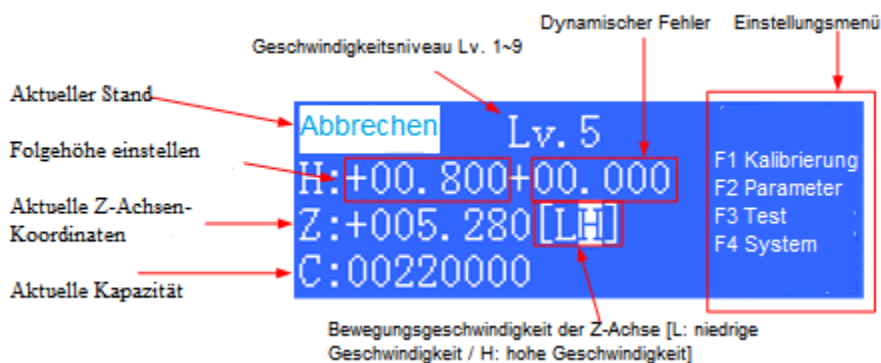 Dynamischer Fehler
Einstellungsmenü
Geschwindigkeitsniveau Lv. 1~9
Aktueller Stand
Abbrechen
Lv. 5
Folgehöhe einstellen
H:+00. 800+00. 000
Aktuelle Z-Achsen-
Koordinaten
Z:+005. 280[LH]
Aktuelle Kapazität
C:00220000
F1 Kalibrierung
F2 Parameter
F3 Test
F4 System
Bewegungsgeschwindigkeit der Z-Achse [L: niedrige
Geschwindigkeit / H: hohe Geschwindigkeit]